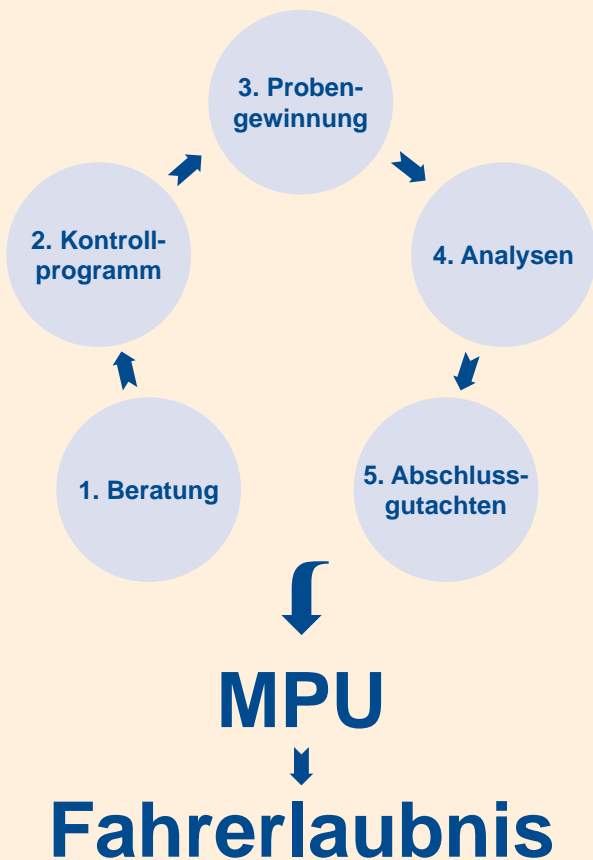 1. Beratung
2. Kontroll-
programm
3. Proben-
gewinnung
4. Analysen
5. Abschluss-
gutachten
MPU
Fahrerlaubnis